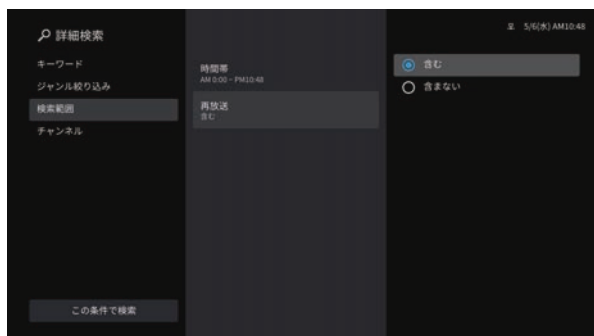 詳細検索
5/6(水) AM10:48
キーワード
ジャンル絞り込み
検索範囲
チャンネル
時間帯
AM 0:00 ~ PM10:48
再放送
含む
含む
含まない
この条件で検索